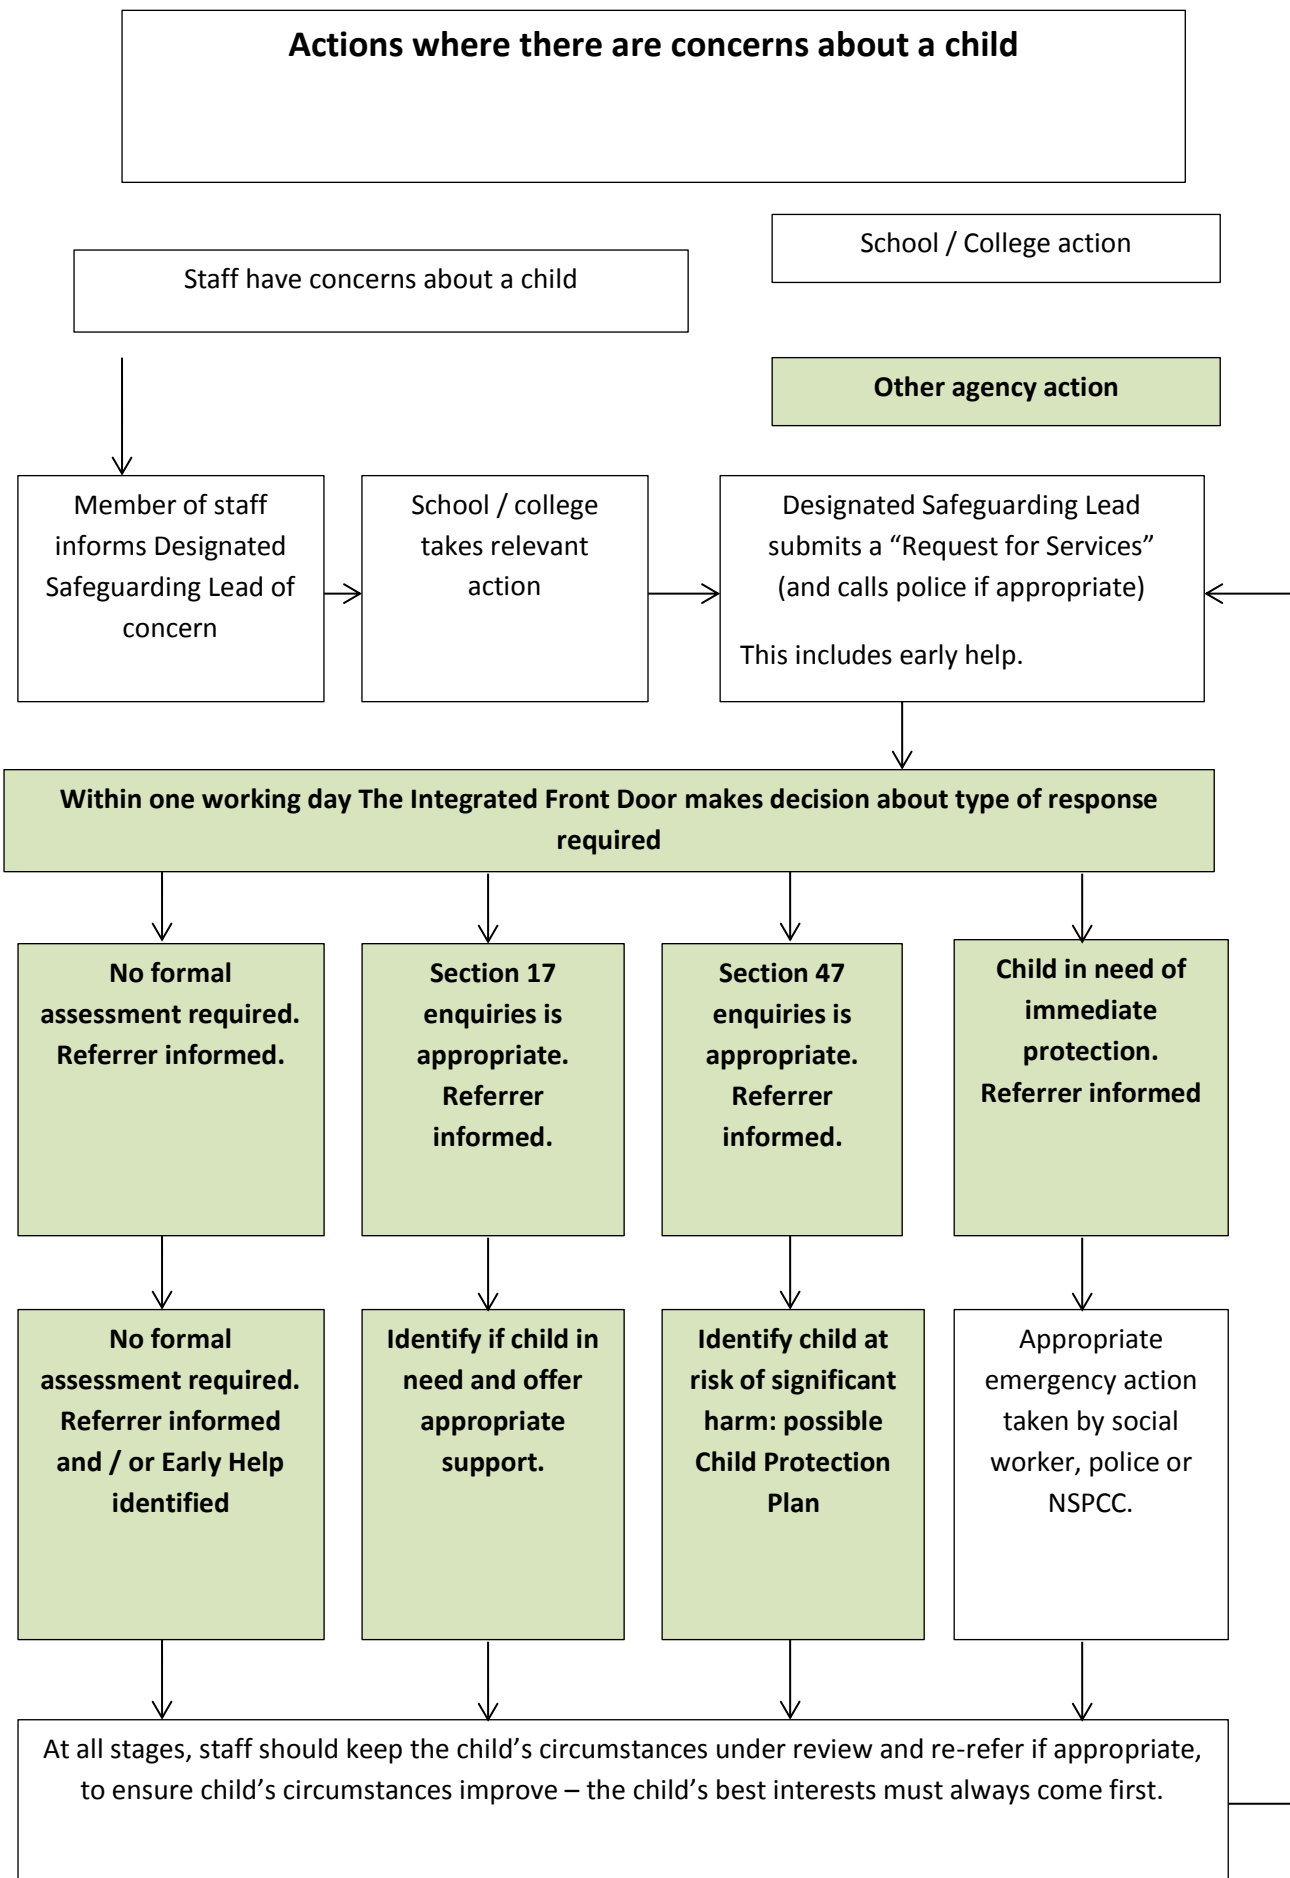 Actions where there are concerns about a child
School / College action
Staff have concerns about a child
Other agency action
Member of staff
informs Designated
Safeguarding Lead of
concern
School / college
takes relevant
action
Designated Safeguarding Lead
submits a “Request for Services”
(and calls police if appropriate)
This includes early help.
Within one working day The Integrated Front Door makes decision about type of response
required
No formal
assessment required.
Referrer informed.
Section 17
enquiries is
appropriate.
Referrer
informed.
Section 47
enquiries is
appropriate.
Referrer
informed.
Child in need of
immediate
protection.
Referrer informed
No formal
assessment required.
Referrer informed
and / or Early Help
identified
Identify if child in
need and offer
appropriate
support.
Identify child at
risk of significant
harm: possible
Child Protection
Plan
Appropriate
emergency action
taken by social
worker, police or
NSPCC.
At all stages, staff should keep the child’s circumstances under review and re-refer if appropriate,
to ensure child’s circumstances improve – the child’s best interests must always come first.